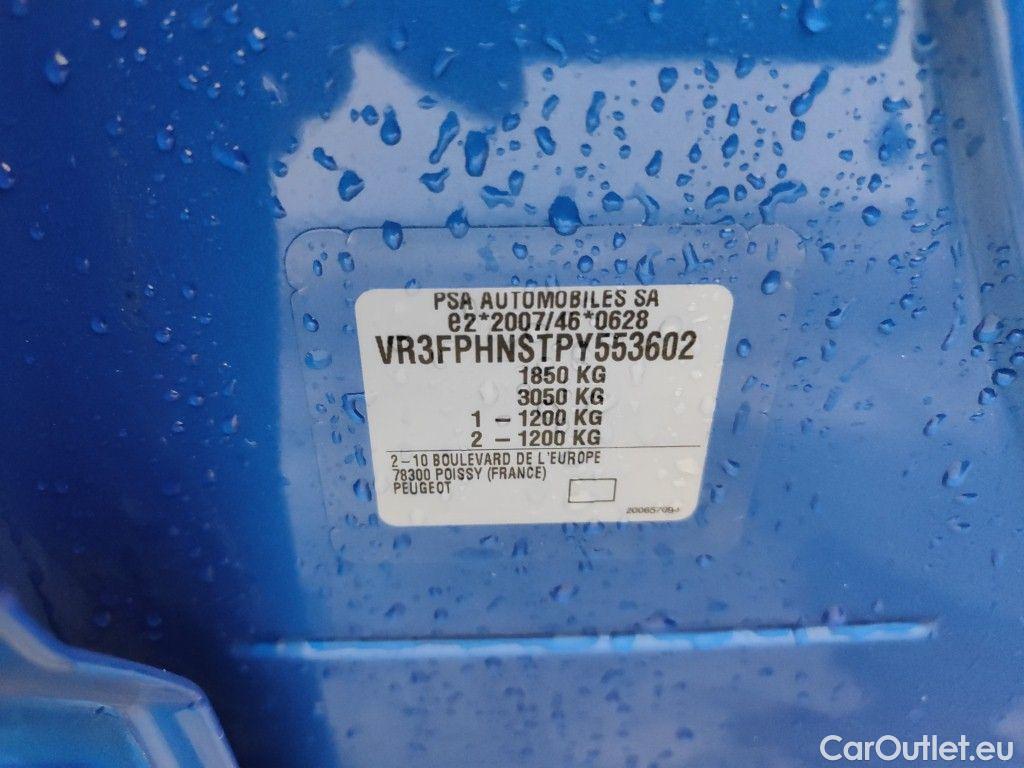 PSA AUTOMOBILES SA
e2*2007/46*0628
VR3FPHNSTPY553602
1850 KG
3050 KG
1 - 1200 KG
2 - 1200 KG
2-10 BOULEVARD DE L'EUROPE
78300 POISSY (FRANCE)
PEUGEOT
CarOutlet.eu